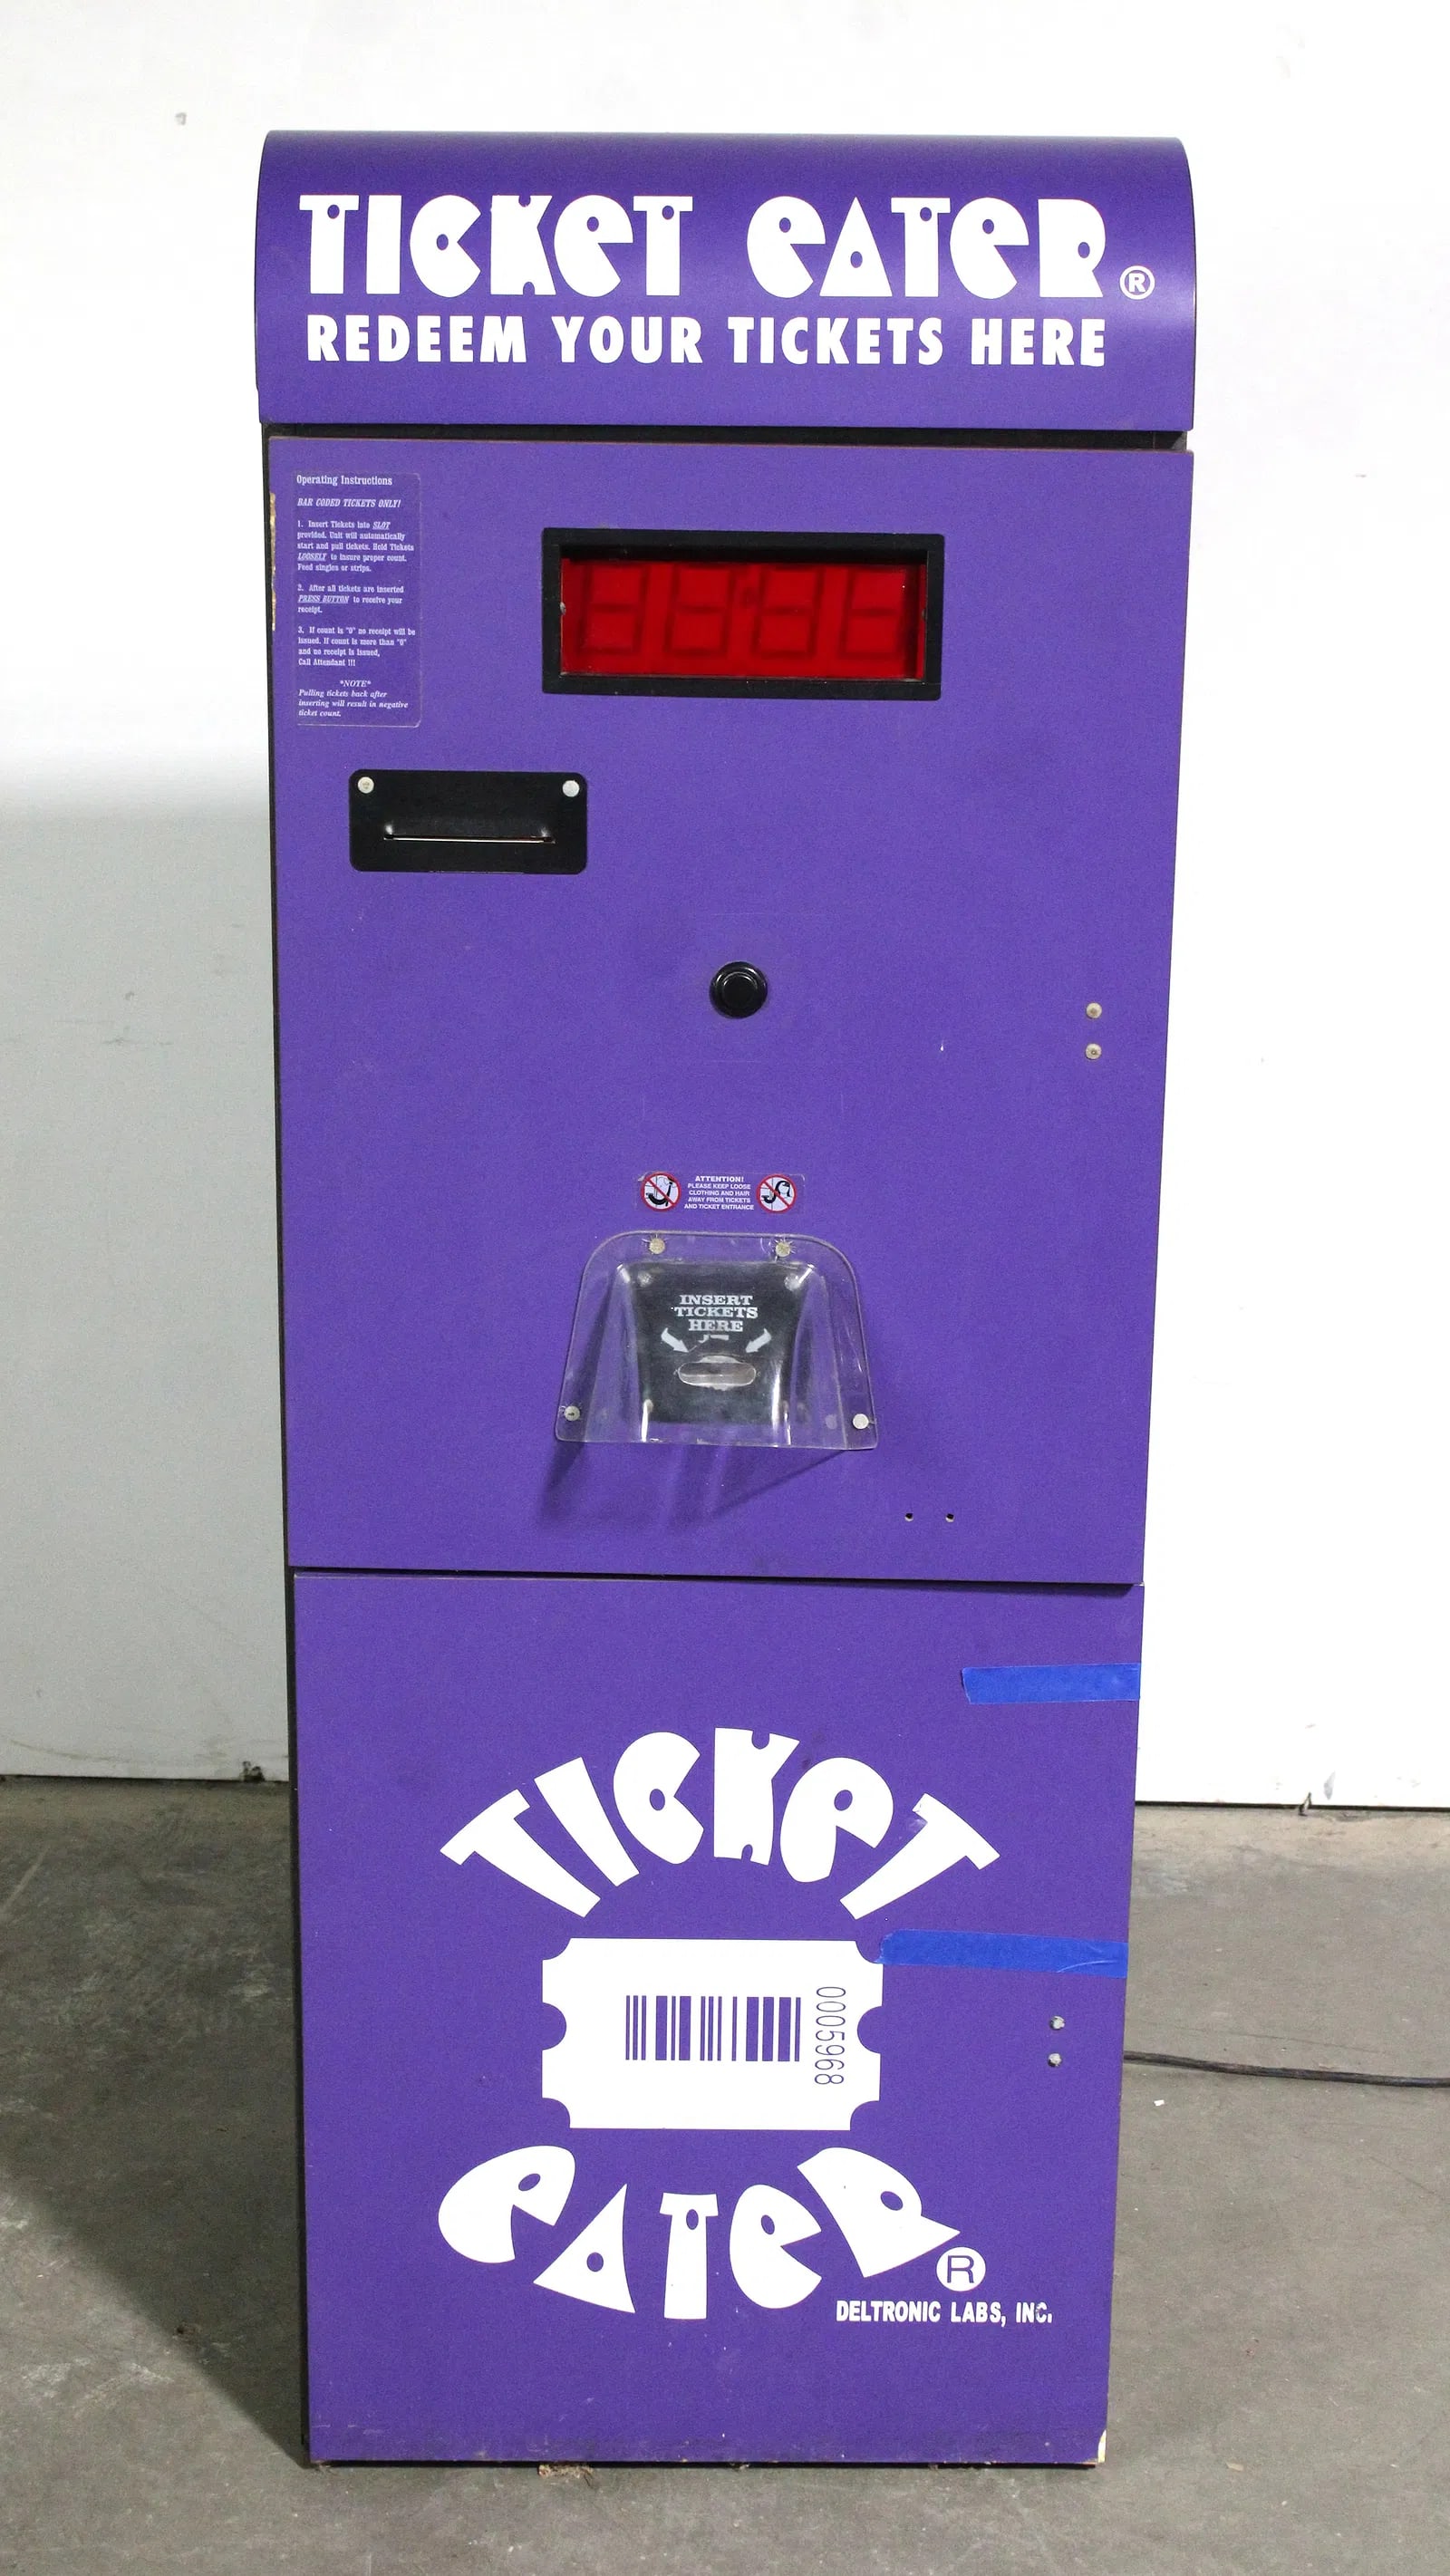 TICKET EATER ®
REDEEM YOUR TICKETS HERE
Operating Instructions
BAR CODED TICKETS ONLY!
1. Insert Tickets into SLOT
provided. Unit will automatically
start and pull tickets. Hold Tickets
LOOSELY to insure proper count.
Feed singles or strips.
2. After all tickets are inserted
PRESS BUTTON to receive your
receipt.
3. If count is "0" no receipt will be
issued. If count is more than "0"
and no receipt is issued,
Call Attendant !!!
*NOTE*
Pulling tickets back after
inserting will result in negative
ticket count.
ATTENTION!
PLEASE KEEP LOOSE
CLOTHING AND HAIR
AWAY FROM TICKETS
AND TICKET ENTRANCE
INSERT
TICKETS
HERE
TICKET
0005968
EATER ®
DELTRONIC LABS, INC.